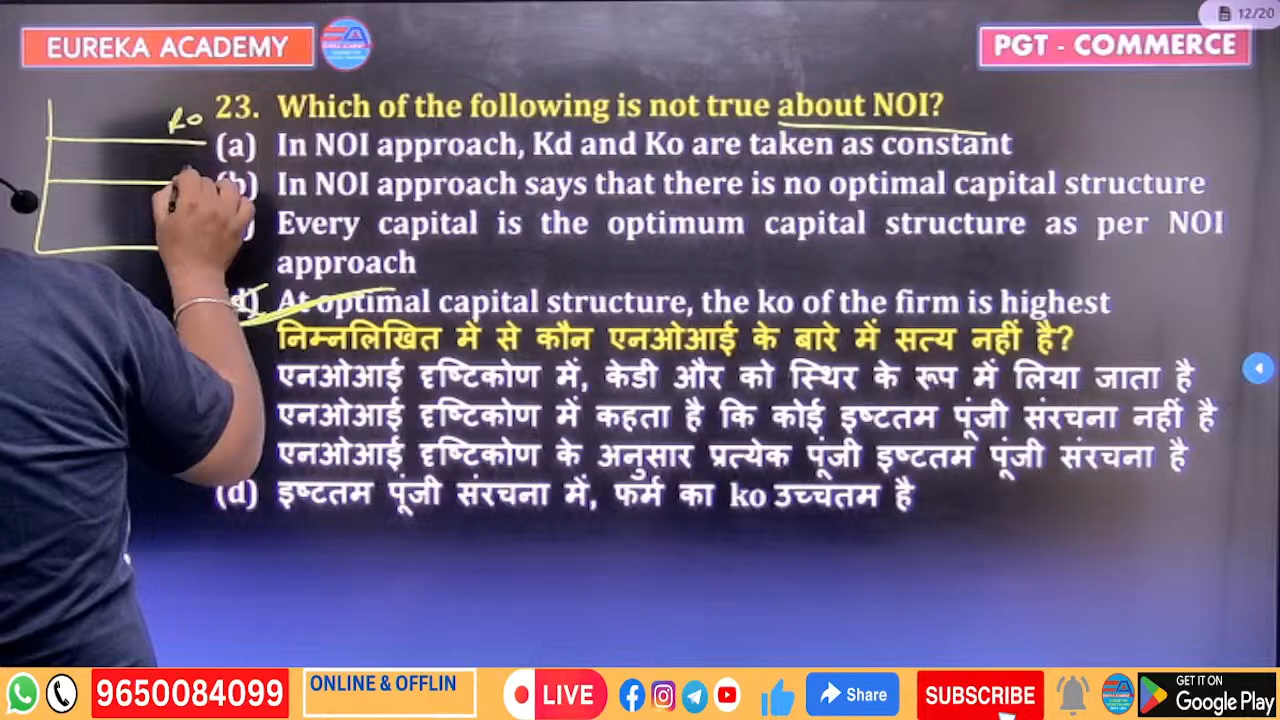 12/20
EUREKA ACADEMY
PGT - COMMERCE
Ko
23. Which of the following is not true about NOI?
(a) In NOI approach, Kd and Ko are taken as constant
(b) In NOI approach says that there is no optimal capital structure
Every capital is the optimum capital structure as per NOI
approach
(d) At optimal capital structure, the ko of the firm is highest
निम्नलिखित में से कौन एनओआई के बारे में सत्य नहीं है?
एनओआई दृष्टिकोण में, केडी और को स्थिर के रूप में लिया जाता है
एनओआई दृष्टिकोण में कहता है कि कोई इष्टतम पूंजी संरचना नहीं है
एनओआई दृष्टिकोण के अनुसार प्रत्येक पूंजी इष्टतम पूंजी संरचना है
(d) इष्टतम पूंजी संरचना में, फर्म का ko उच्चतम है
9650084099
ONLINE & OFFLIN
LIVE
Share
SUBSCRIBE
GET IT ON
Google Play